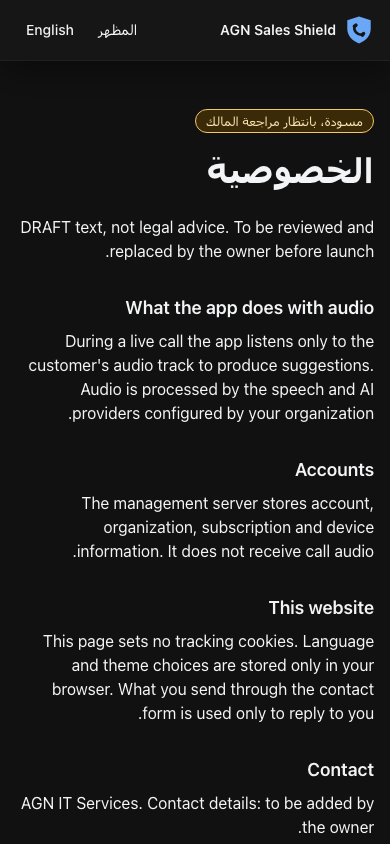 AGN Sales Shield
المظهر
English
مسودة، بانتظار مراجعة المالك
الخصوصية
DRAFT text, not legal advice. To be reviewed and
replaced by the owner before launch.
What the app does with audio
During a live call the app listens only to the
customer's audio track to produce suggestions.
Audio is processed by the speech and AI
providers configured by your organization.
Accounts
The management server stores account,
organization, subscription and device
information. It does not receive call audio.
This website
This page sets no tracking cookies. Language
and theme choices are stored only in your
browser. What you send through the contact
form is used only to reply to you.
Contact
AGN IT Services. Contact details: to be added by
the owner.